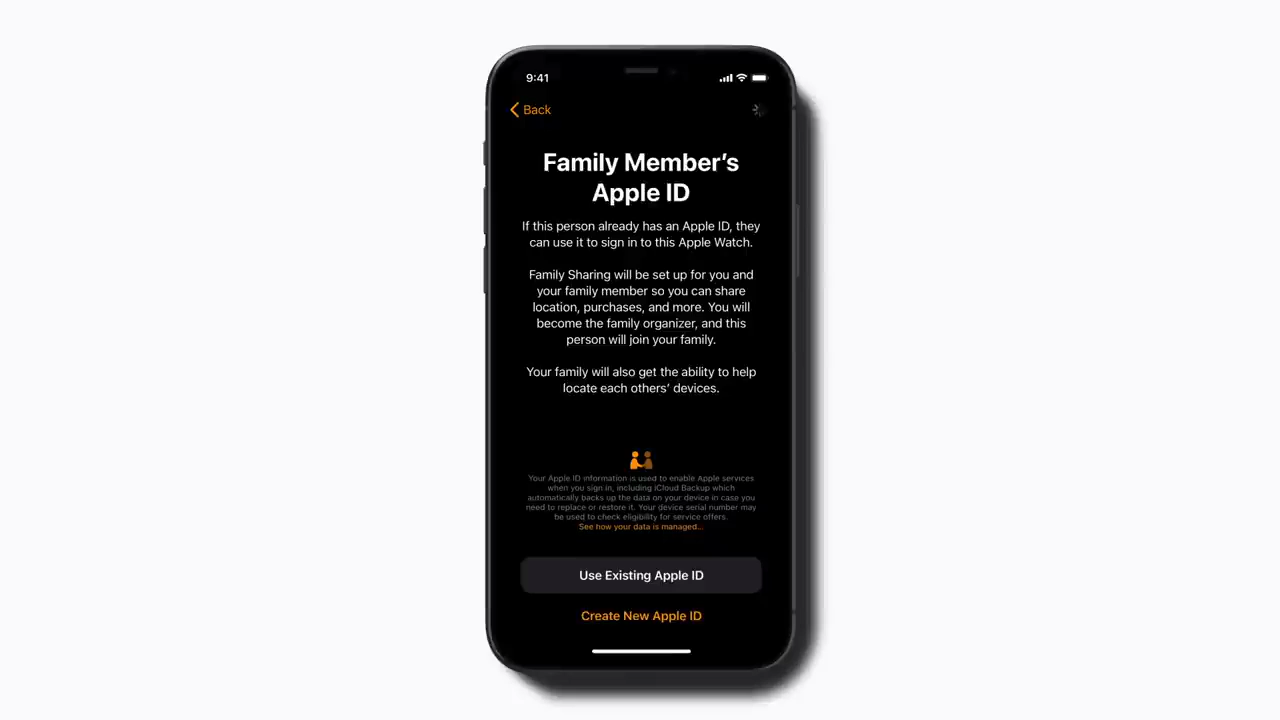 9:41
Back
Family Member's
Apple ID
If this person already has an Apple ID, they
can use it to sign in to this Apple Watch.
Family Sharing will be set up for you and
your family member so you can share
location, purchases, and more. You will
become the family organizer, and this
person will join your family.
Your family will also get the ability to help
locate each others' devices.
Your Apple ID information is used to enable Apple services
when you sign in, including iCloud Backup which
automatically backs up the data on your device in case you
need to replace or restore it. Your device serial number may
be used to check eligibility for service offers.
See how your data is managed...
Use Existing Apple ID
Create New Apple ID